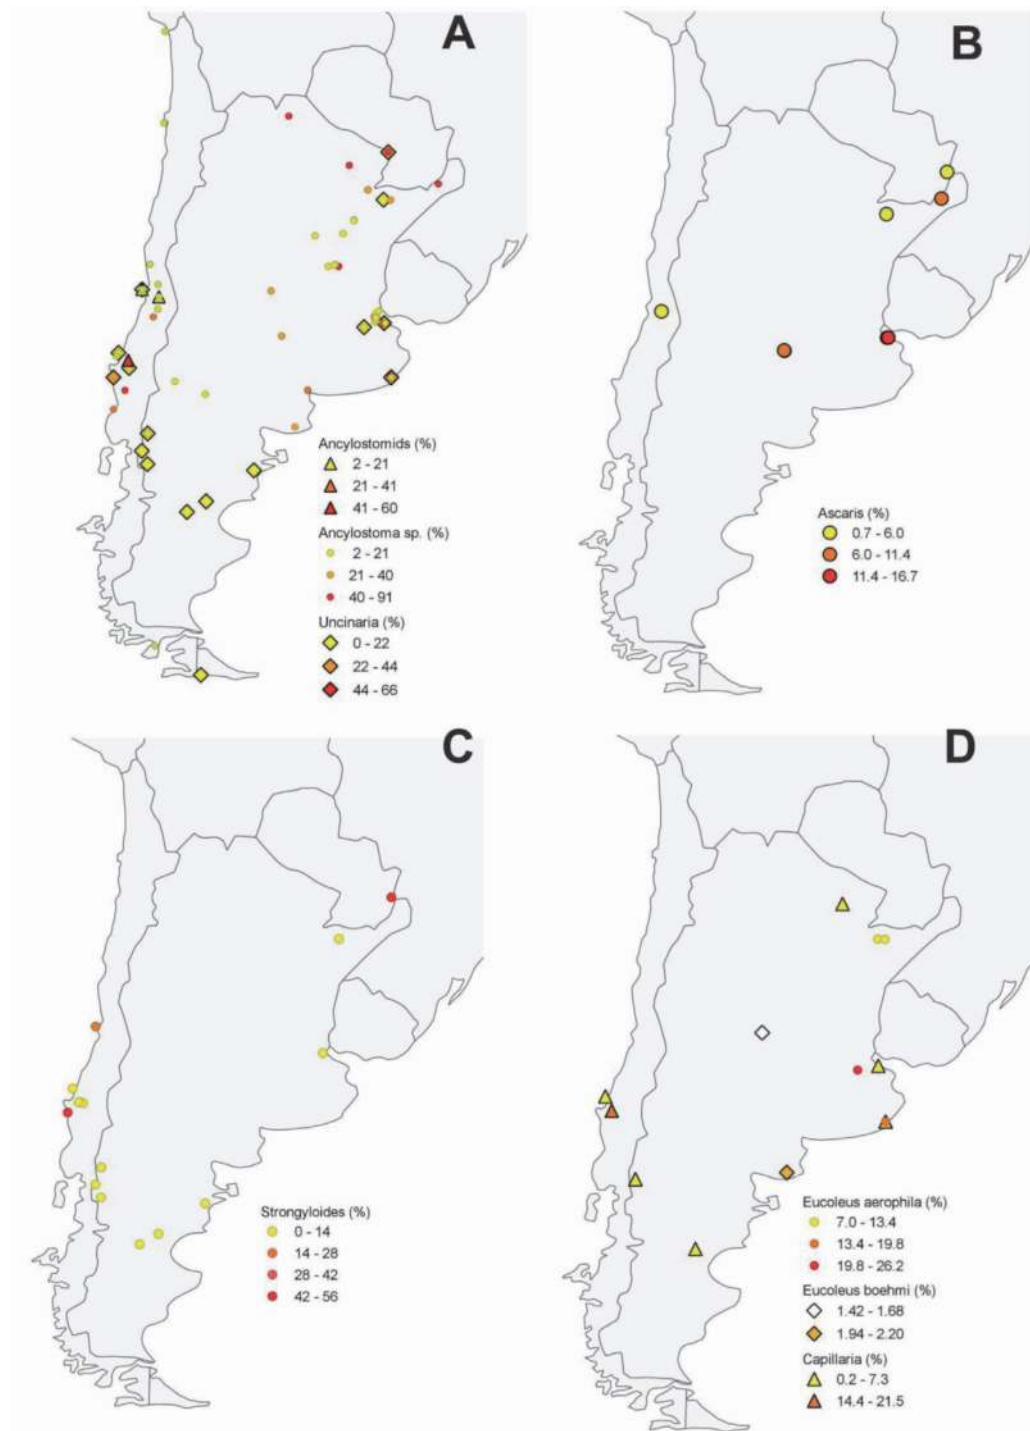 A
B
Ancylostomids (%)
2 - 21
21 - 41
41 - 60
Ancylostoma sp. (%)
2 - 21
21 - 40
40 - 91
Uncinaria (%)
0 - 22
22 - 44
44 - 66
Ascaris (%)
0.7 - 6.0
6.0 - 11.4
11.4 - 16.7
C
D
Strongyloides (%)
0 - 14
14 - 28
28 - 42
42 - 56
Eucoleus aerophila (%)
7.0 - 13.4
13.4 - 19.8
19.8 - 26.2
Eucoleus boehmi (%)
1.42 - 1.68
1.94 - 2.20
Capillaria (%)
0.2 - 7.3
14.4 - 21.5